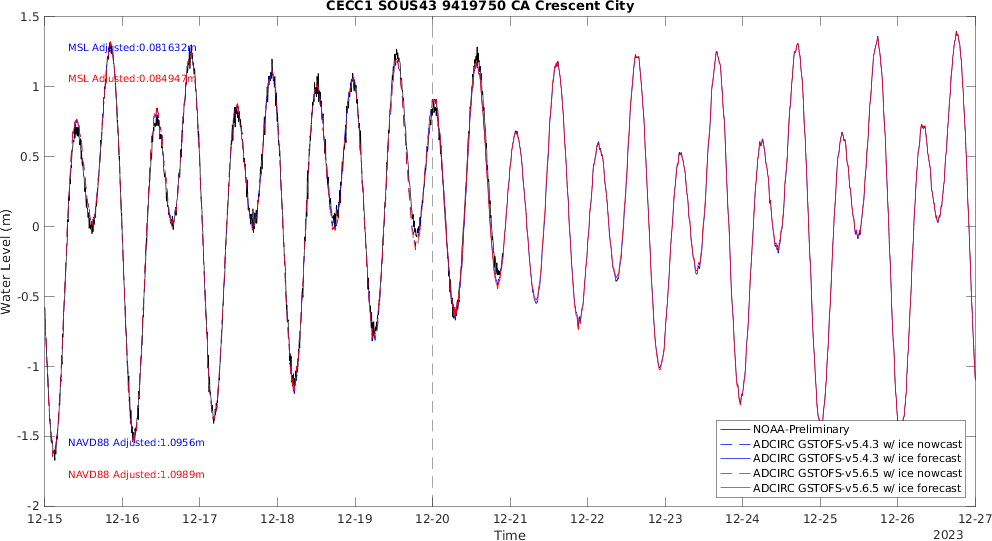 CECC1 SOUS43 9419750 CA Crescent City
MSL Adjusted:0.081632m
MSL Adjusted:0.084947m
NAVD88 Adjusted:1.0956m
NAVD88 Adjusted:1.0989m
Water Level (m)
1.5
1
0.5
0
-0.5
-1
-1.5
-2
NOAA-Preliminary
ADCIRC GSTOFS-v5.4.3 w/ ice nowcast
ADCIRC GSTOFS-v5.4.3 w/ ice forecast
ADCIRC GSTOFS-v5.6.5 w/ ice nowcast
ADCIRC GSTOFS-v5.6.5 w/ ice forecast
12-15 12-16 12-17 12-18 12-19 12-20 12-21 12-22 12-23 12-24 12-25 12-26 12-27
Time
2023